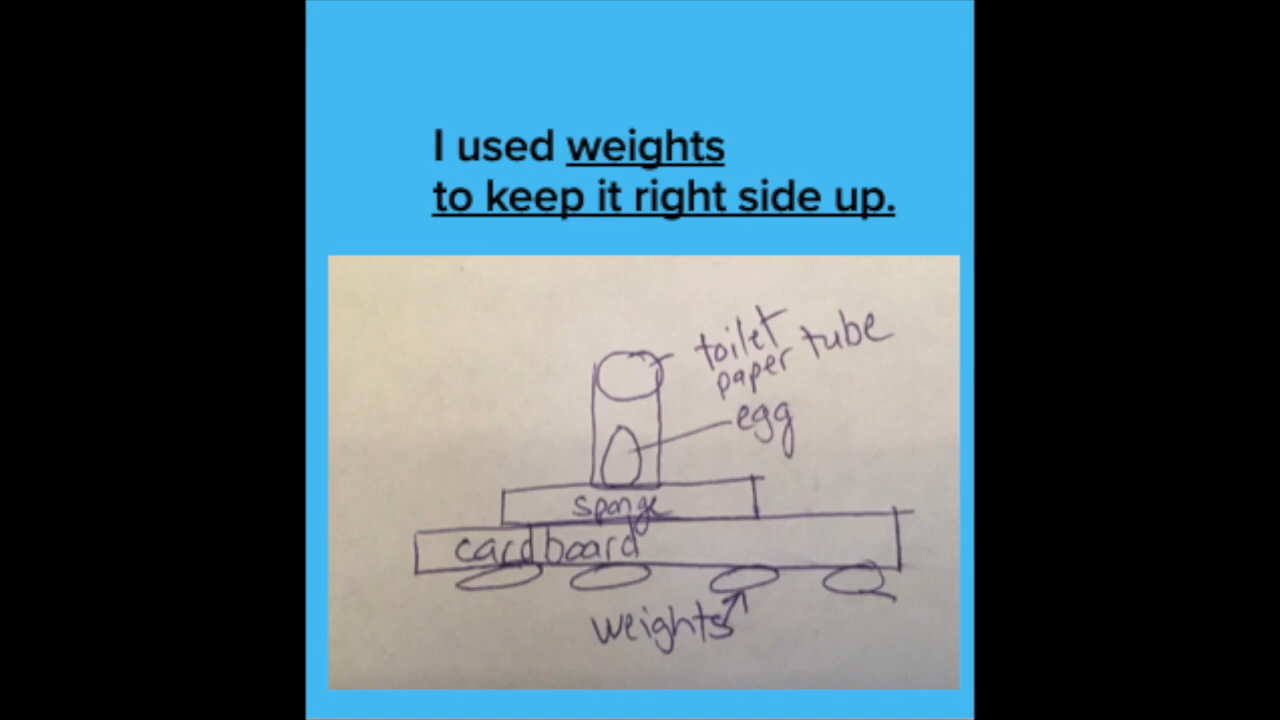 I used weights
to keep it right side up.
toilet
paper tube
egg
sponge
cardboard
weights